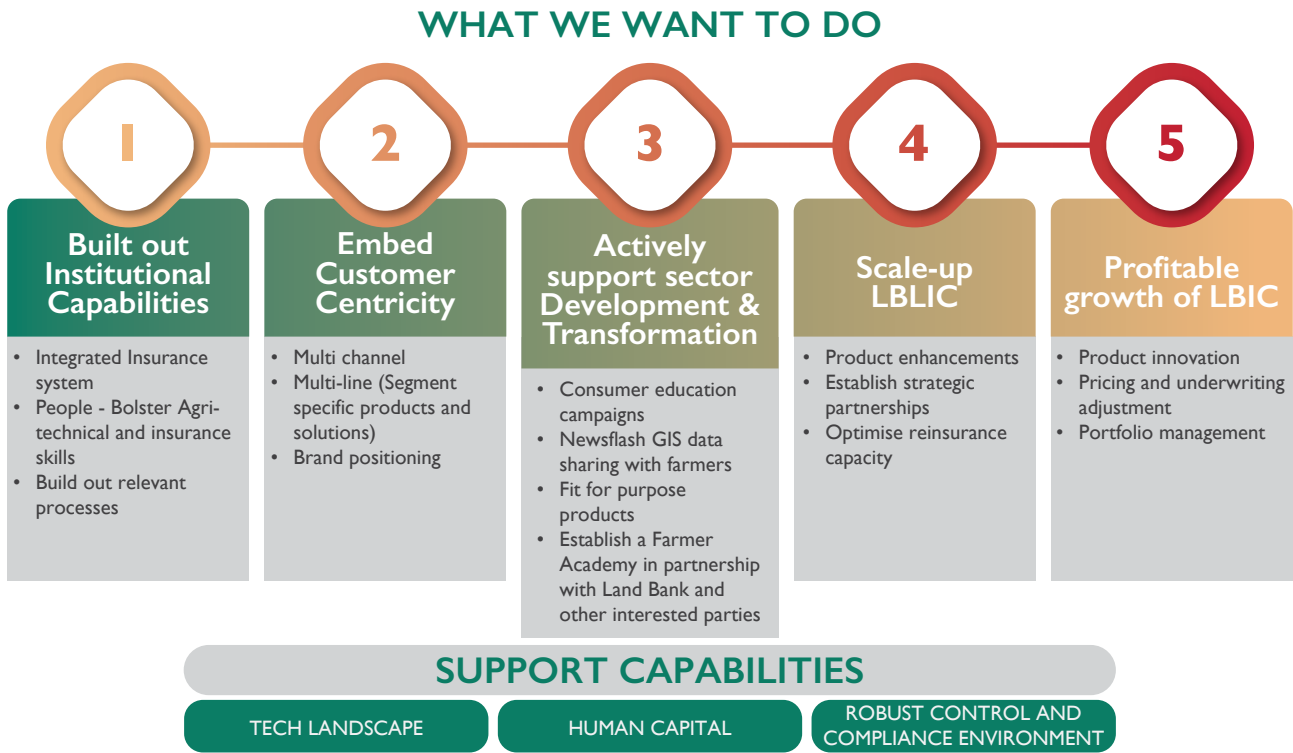 WHAT WE WANT TO DO
1
2
3
4
5
Built out
Institutional
Capabilities
• Integrated Insurance
system
• People - Bolster Agri-
technical and insurance
skills
• Build out relevant
processes
Embed
Customer
Centricity
• Multi channel
• Multi-line (Segment
specific products and
solutions)
• Brand positioning
Actively
support sector
Development &
Transformation
• Consumer education
campaigns
• Newsflash GIS data
sharing with farmers
• Fit for purpose
products
• Establish a Farmer
Academy in partnership
with Land Bank and
other interested parties
Scale-up
LBLIC
• Product enhancements
• Establish strategic
partnerships
• Optimise reinsurance
capacity
Profitable
growth of LBIC
• Product innovation
• Pricing and underwriting
adjustment
• Portfolio management
SUPPORT CAPABILITIES
TECH LANDSCAPE
HUMAN CAPITAL
ROBUST CONTROL AND
COMPLIANCE ENVIRONMENT